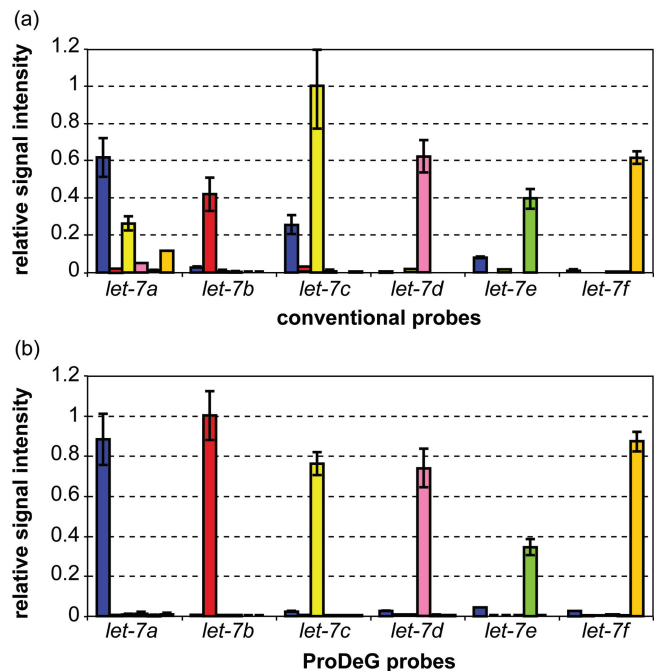 (a)
relative signal intensity
1.2
1
0.8
0.6
0.4
0.2
0
let-7a let-7b let-7c let-7d let-7e let-7f
conventional probes
(b)
relative signal intensity
1.2
1
0.8
0.6
0.4
0.2
0
let-7a let-7b let-7c let-7d let-7e let-7f
ProDeG probes